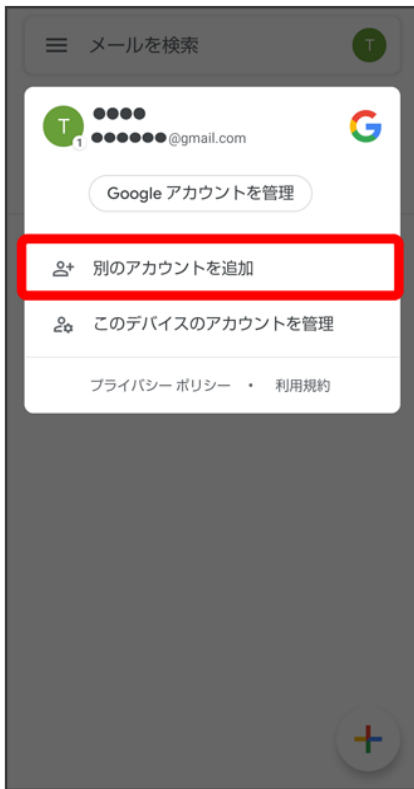 メールを検索
T
T
1
●●●●
●●●●●●@gmail.com
G
Google アカウントを管理
別のアカウントを追加
このデバイスのアカウントを管理
プライバシー ポリシー ・ 利用規約